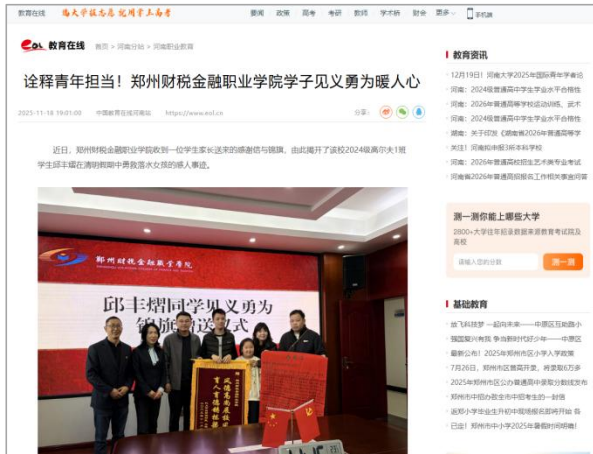 教育在线
要闻 政策 高考 考研 教师 学术桥 财会 更多 手机版
eol. 教育在线 首页 > 河南分站 > 河南职业教育
诠释青年担当！郑州财税金融职业学院学子见义勇为暖人心
2025-11-18 19:01:00 中国教育在线河南站 https://www.eol.cn 分享：
近日，郑州财税金融职业学院收到一位学生家长送来的感谢信与锦旗，由此揭开了该校2024级高尔夫1班
学生邱丰熠在清明假期中勇救落水女孩的感人事迹。
郑州财税金融职业学院
邱丰熠同学见义勇为
锦旗 送仪式
教育资讯
12月19日！河南大学2025年国际青年学者论
河南：2024级普通高中学生学业水平合格性
河南：2026年普通高等学校运动训练、武术
河南：2024级普通高中学生学业水平合格性
湖南：关于印发《湖南省2026年普通高等学
关注！河南拟申报3所本科学校
河南：2026年普通高校招生艺术类专业考试
河南省2026年普通高招报名工作相关事宜问答
测一测你能上哪些大学
2800+大学往年招录数据来源教育考试院及
高校
请输入您的分数 测一测
基础教育
放飞科技梦 一起向未来——中原区互助路小
强国复兴有我 争当新时代好少年——中原区
最新公布！2025年郑州市区小学入学政策
7月26日，郑州市区普高开录，将录取6万多
2025年郑州市区公办普通高中录取分数线发布
郑州市中招办致全市中招考生的一封信
返郑小学毕业生升初中现场报名即将开始 各
已定！郑州市中小学2025年暑假时间明确！